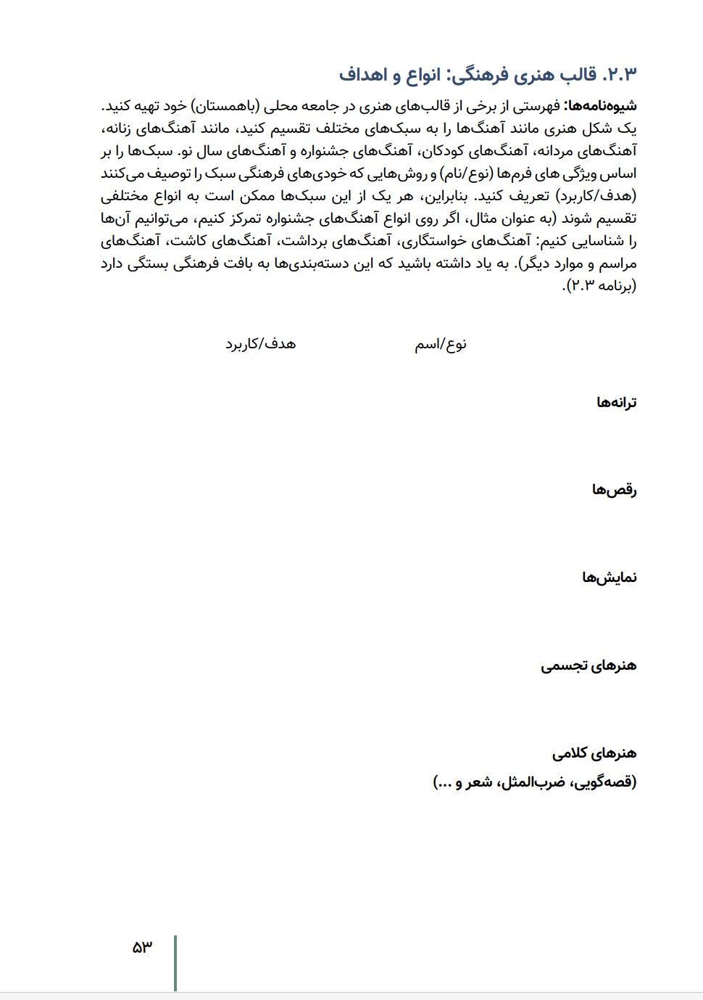 ۲.۳. قالب هنری فرهنگی: انواع و اهداف
شیوه‌نامه‌ها: فهرستی از برخی از قالب‌های هنری در جامعه محلی (باهمستان) خود تهیه کنید.
یک شکل هنری مانند آهنگ‌ها را به سبک‌های مختلف تقسیم کنید، مانند آهنگ‌های زنانه،
آهنگ‌های مردانه، آهنگ‌های کودکان، آهنگ‌های جشنواره و آهنگ‌های سال نو. سبک‌ها را بر
اساس ویژگی های فرم‌ها (نوع/نام) و روش‌هایی که خودی‌های فرهنگی سبک را توصیف می‌کنند
(هدف/کاربرد) تعریف کنید. بنابراین، هر یک از این سبک‌ها ممکن است به انواع مختلفی
تقسیم شوند (به عنوان مثال، اگر روی انواع آهنگ‌های جشنواره تمرکز کنیم، می‌توانیم آن‌ها
را شناسایی کنیم: آهنگ‌های خواستگاری، آهنگ‌های برداشت، آهنگ‌های کاشت، آهنگ‌های
مراسم و موارد دیگر). به یاد داشته باشید که این دسته‌بندی‌ها به بافت فرهنگی بستگی دارد
(برنامه ۲.۳).
نوع/اسم هدف/کاربرد
ترانه‌ها
رقص‌ها
نمایش‌ها
هنرهای تجسمی
هنرهای کلامی
(قصه‌گویی، ضرب‌المثل، شعر و ...)
۵۳